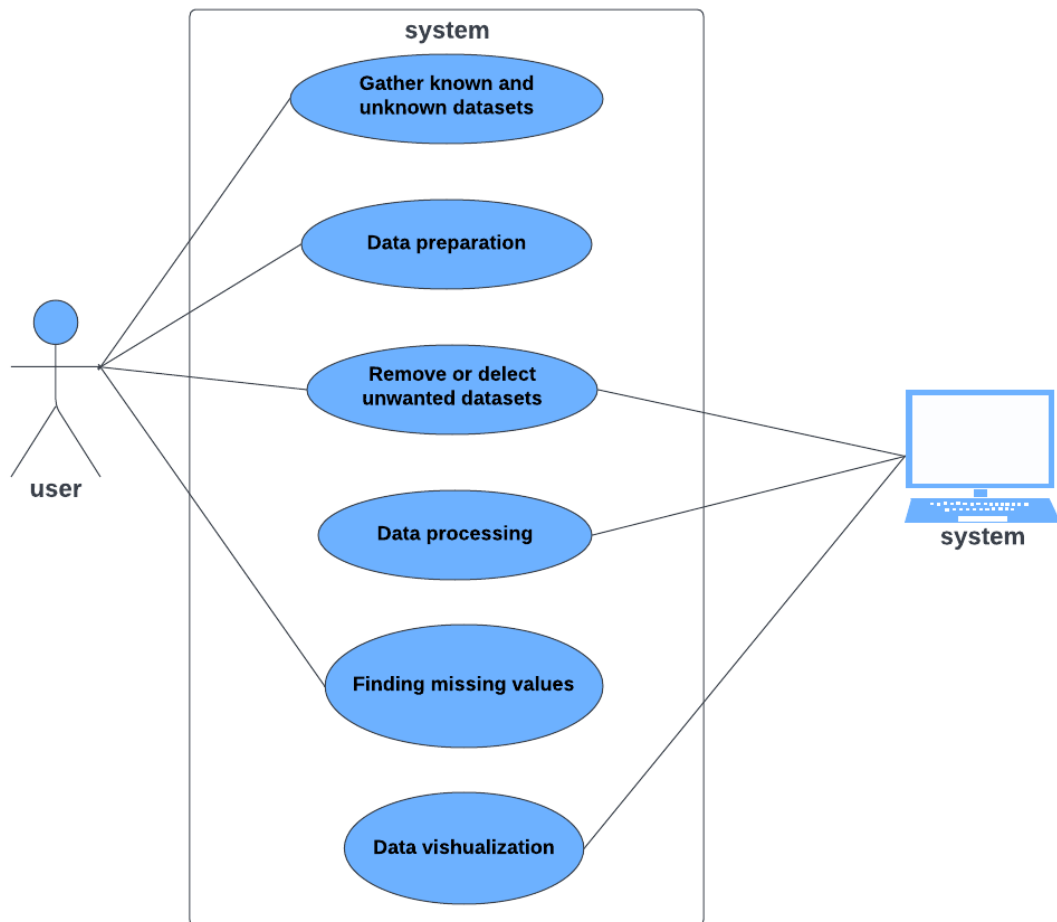 system
Gather known and
unknown datasets
Data preparation
Remove or delect
unwanted datasets
user
Data processing
system
Finding missing values
Data vishualization